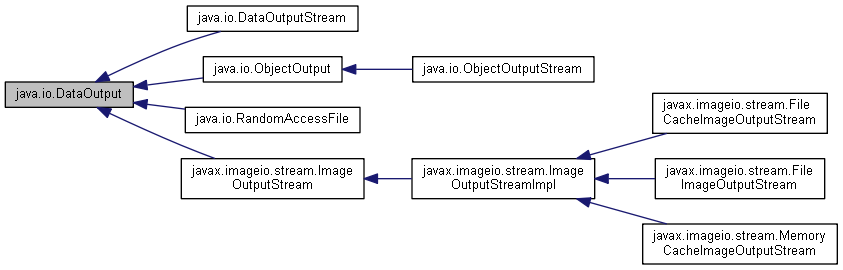 java.io.DataOutputStream
java.io.ObjectOutput
java.io.ObjectOutputStream
java.io.DataOutput
java.io.RandomAccessFile
javax.imageio.stream.File
CacheImageOutputStream
javax.imageio.stream.Image
OutputStream
javax.imageio.stream.Image
OutputStreamImpl
javax.imageio.stream.File
ImageOutputStream
javax.imageio.stream.Memory
CacheImageOutputStream